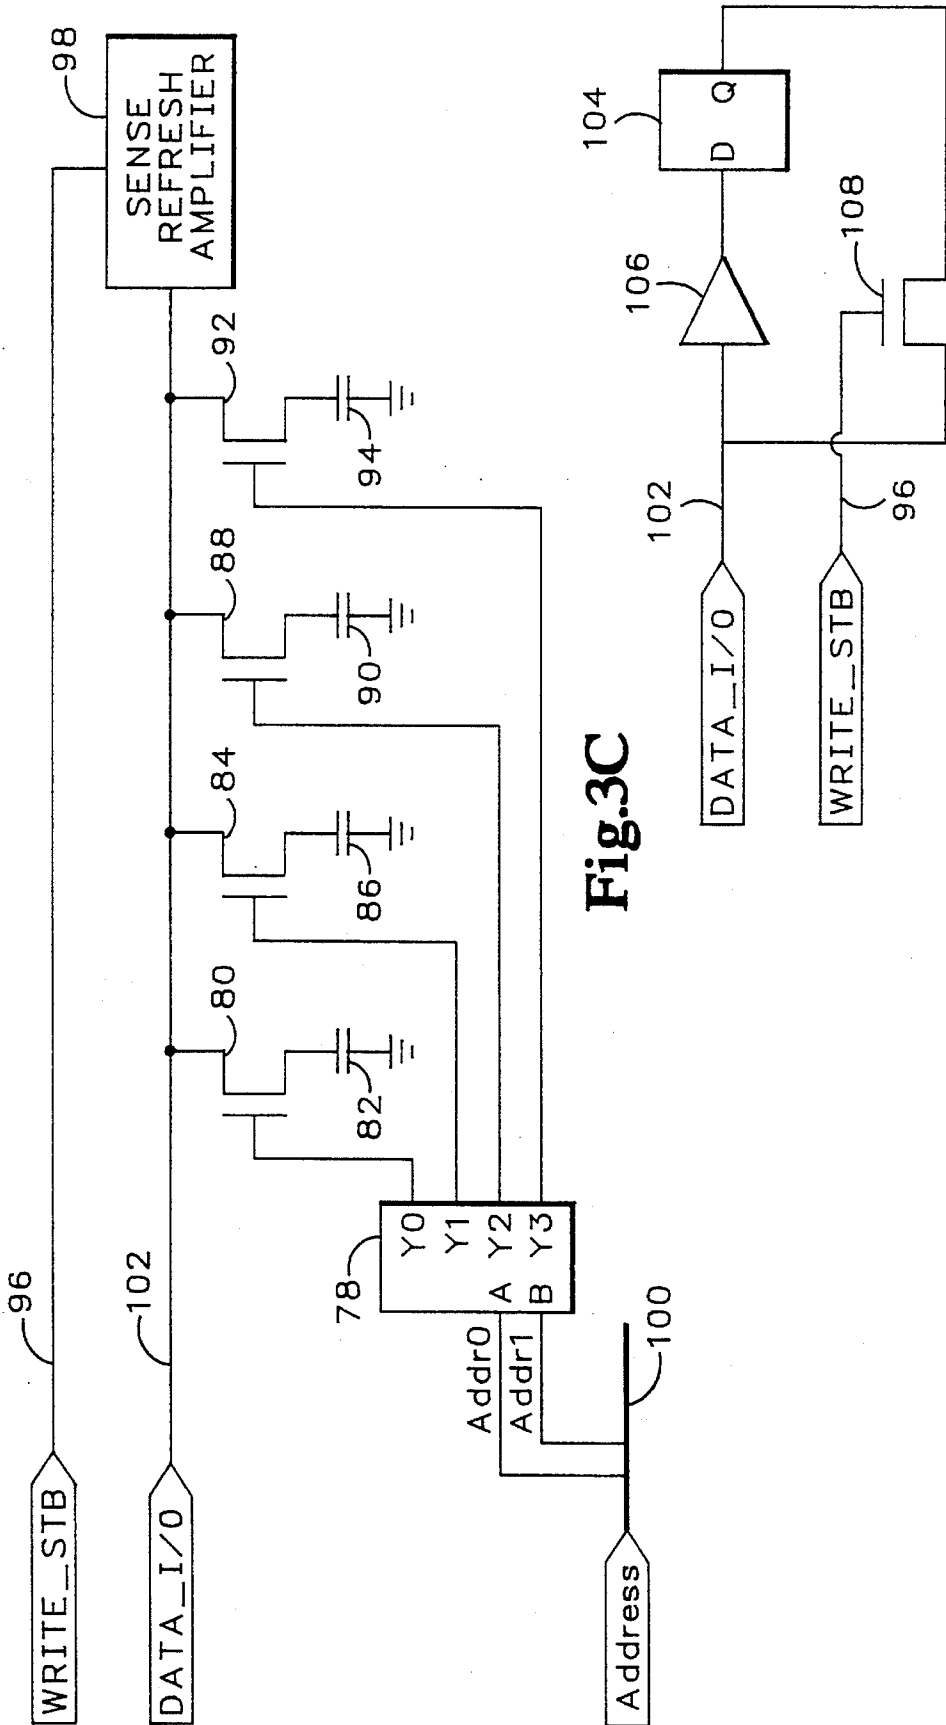 WRITE_STB
96
DATA_I/O
102
SENSE
REFRESH
AMPLIFIER
98
80
82
84
86
88
90
92
94
78
Y0
Y1
A Y2
B Y3
Addr0
Addr1
Address
100
Fig.3C
DATA_I/O
102
106
104
D Q
WRITE_STB
96
108